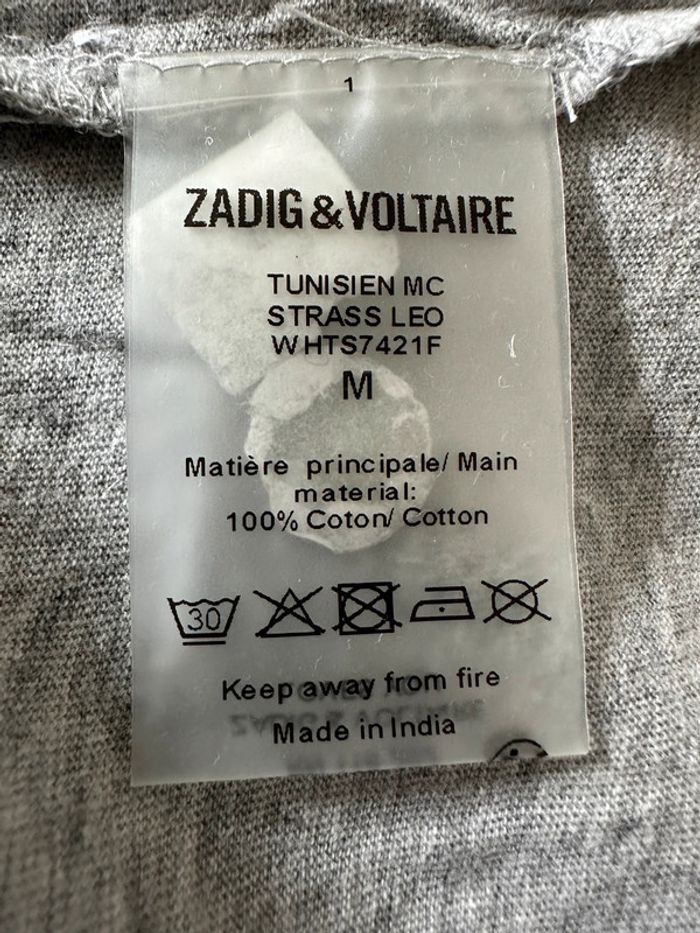 1
ZADIG & VOLTAIRE
TUNISIEN MC
STRASS LEO
WHTS7421F
M
Matière principale/ Main
material:
100% Coton/ Cotton
30
Keep away from fire
Made in India